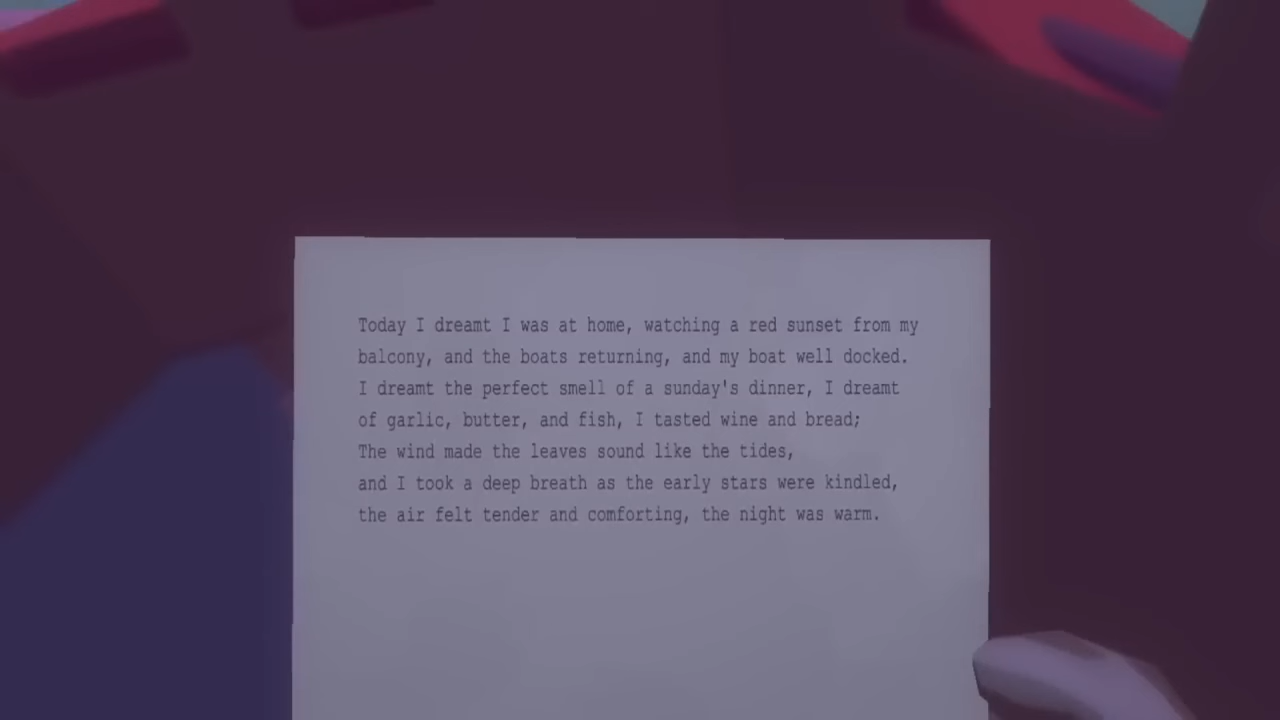 Today I dreamt I was at home, watching a red sunset from my
balcony, and the boats returning, and my boat well docked.
I dreamt the perfect smell of a sunday's dinner, I dreamt
of garlic, butter, and fish, I tasted wine and bread;
The wind made the leaves sound like the tides,
and I took a deep breath as the early stars were kindled,
the air felt tender and comforting, the night was warm.